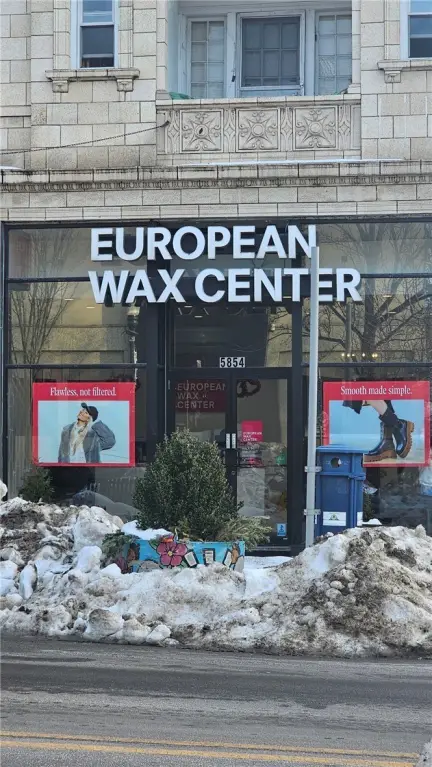 EUROPEAN
WAX CENTER
5854
Flawless, not filtered.
Smooth made simple.
EUROPEAN
WAX
CENTER